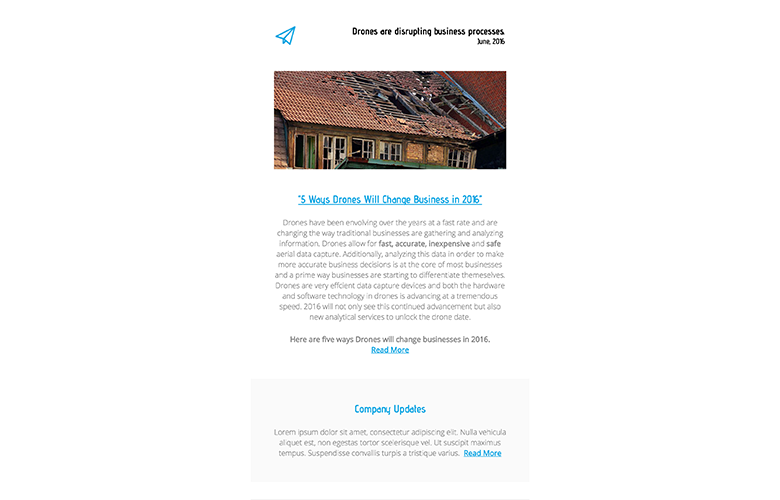 Drones are disrupting business processes.
June, 2016
"5 Ways Drones Will Change Business in 2016"
Drones have been envolving over the years at a fast rate and are
changing the way traditional businesses are gathering and analyzing
information. Drones allow for fast, accurate, inexpensive and safe
aerial data capture. Additionally, analyzing this data in order to make
more accurate business decisions is at the core of most businesses
and a prime way businesses are starting to differentiate themeselves.
Drones are very effcient data capture devices and both the hardware
and software technology in drones is advancing at a tremendous
speed. 2016 will not only see this continued advancement but also
new analytical services to unlock the drone date.
Here are five ways Drones will change businesses in 2016.
Read More
Company Updates
Lorem ipsum dolor sit amet, consectetur adipiscing elit. Nulla vehicula
aliquet est, non egestas tortor scelerisque vel. Ut suscipit maximus
tempus. Suspendisse convallis turpis a tristique varius. Read More